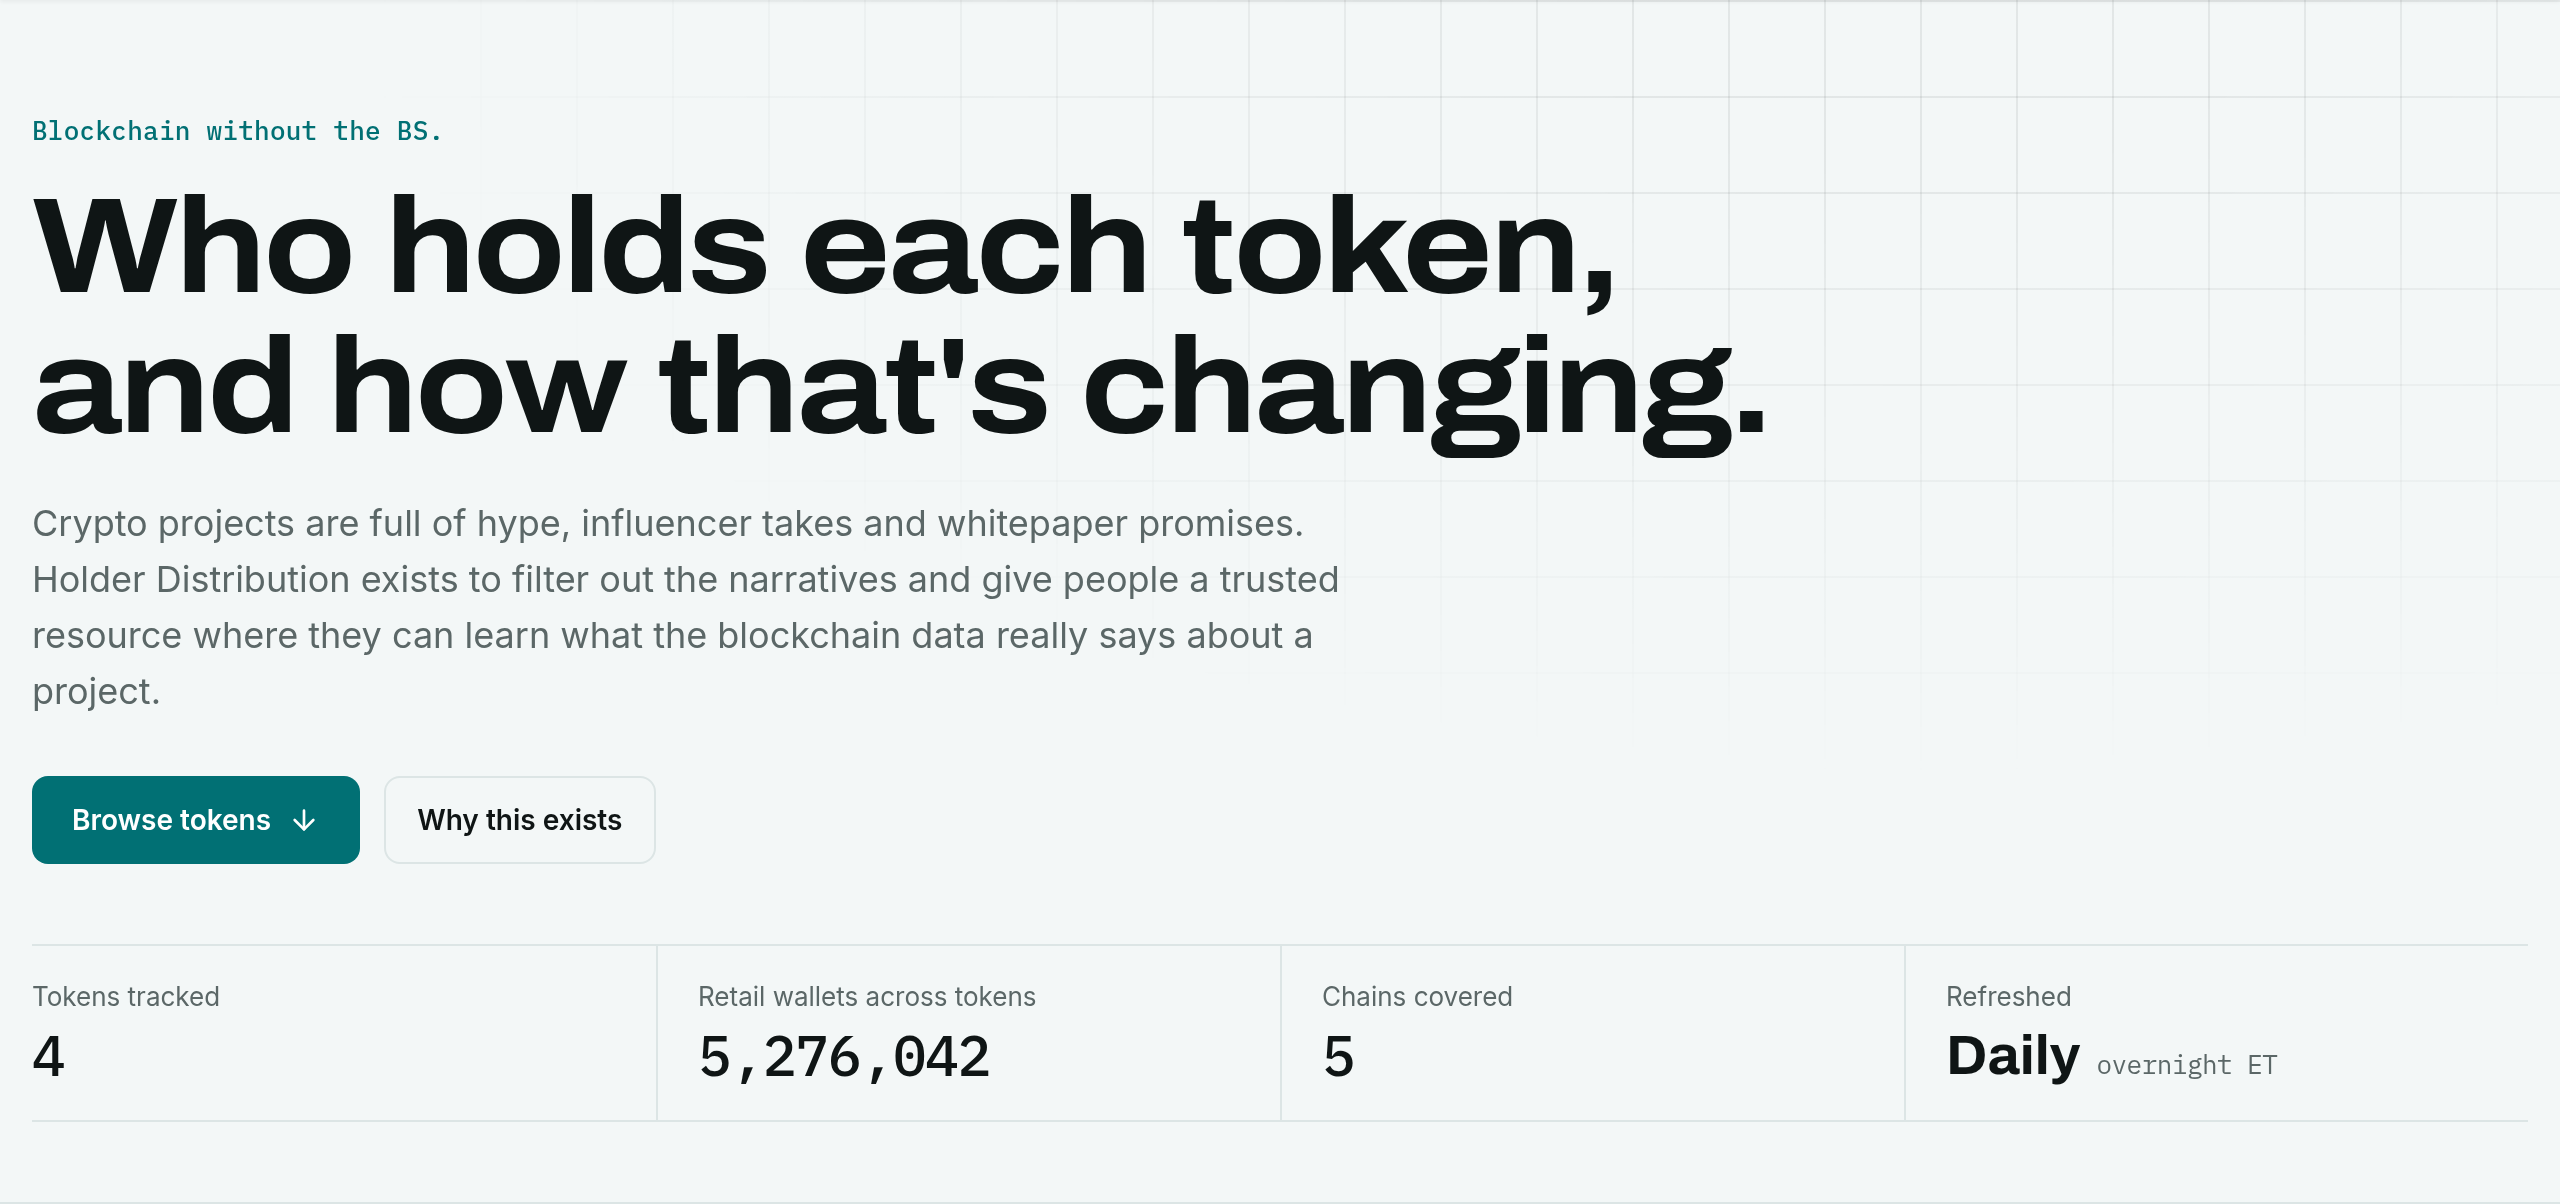 Blockchain without the BS.
Who holds each token,
and how that's changing.
Crypto projects are full of hype, influencer takes and whitepaper promises.
Holder Distribution exists to filter out the narratives and give people a trusted
resource where they can learn what the blockchain data really says about a
project.
Browse tokens ↓
Why this exists
Tokens tracked
4
Retail wallets across tokens
5,276,042
Chains covered
5
Refreshed
Daily overnight ET